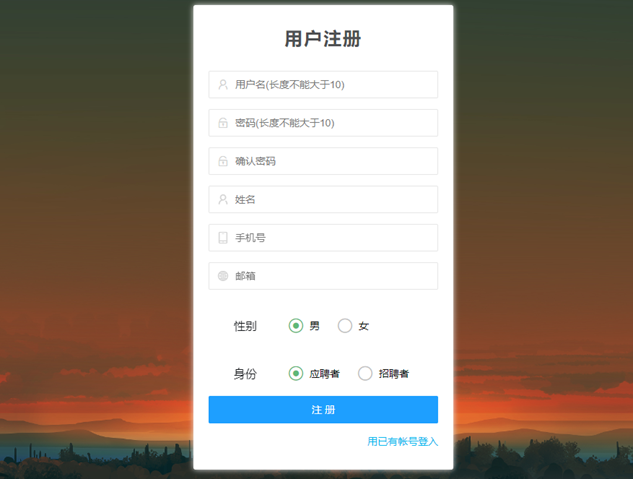 用户注册
用户名(长度不能大于10)
密码(长度不能大于10)
确认密码
姓名
手机号
邮箱
性别 男 女
身份 应聘者 招聘者
注 册
用已有帐号登入